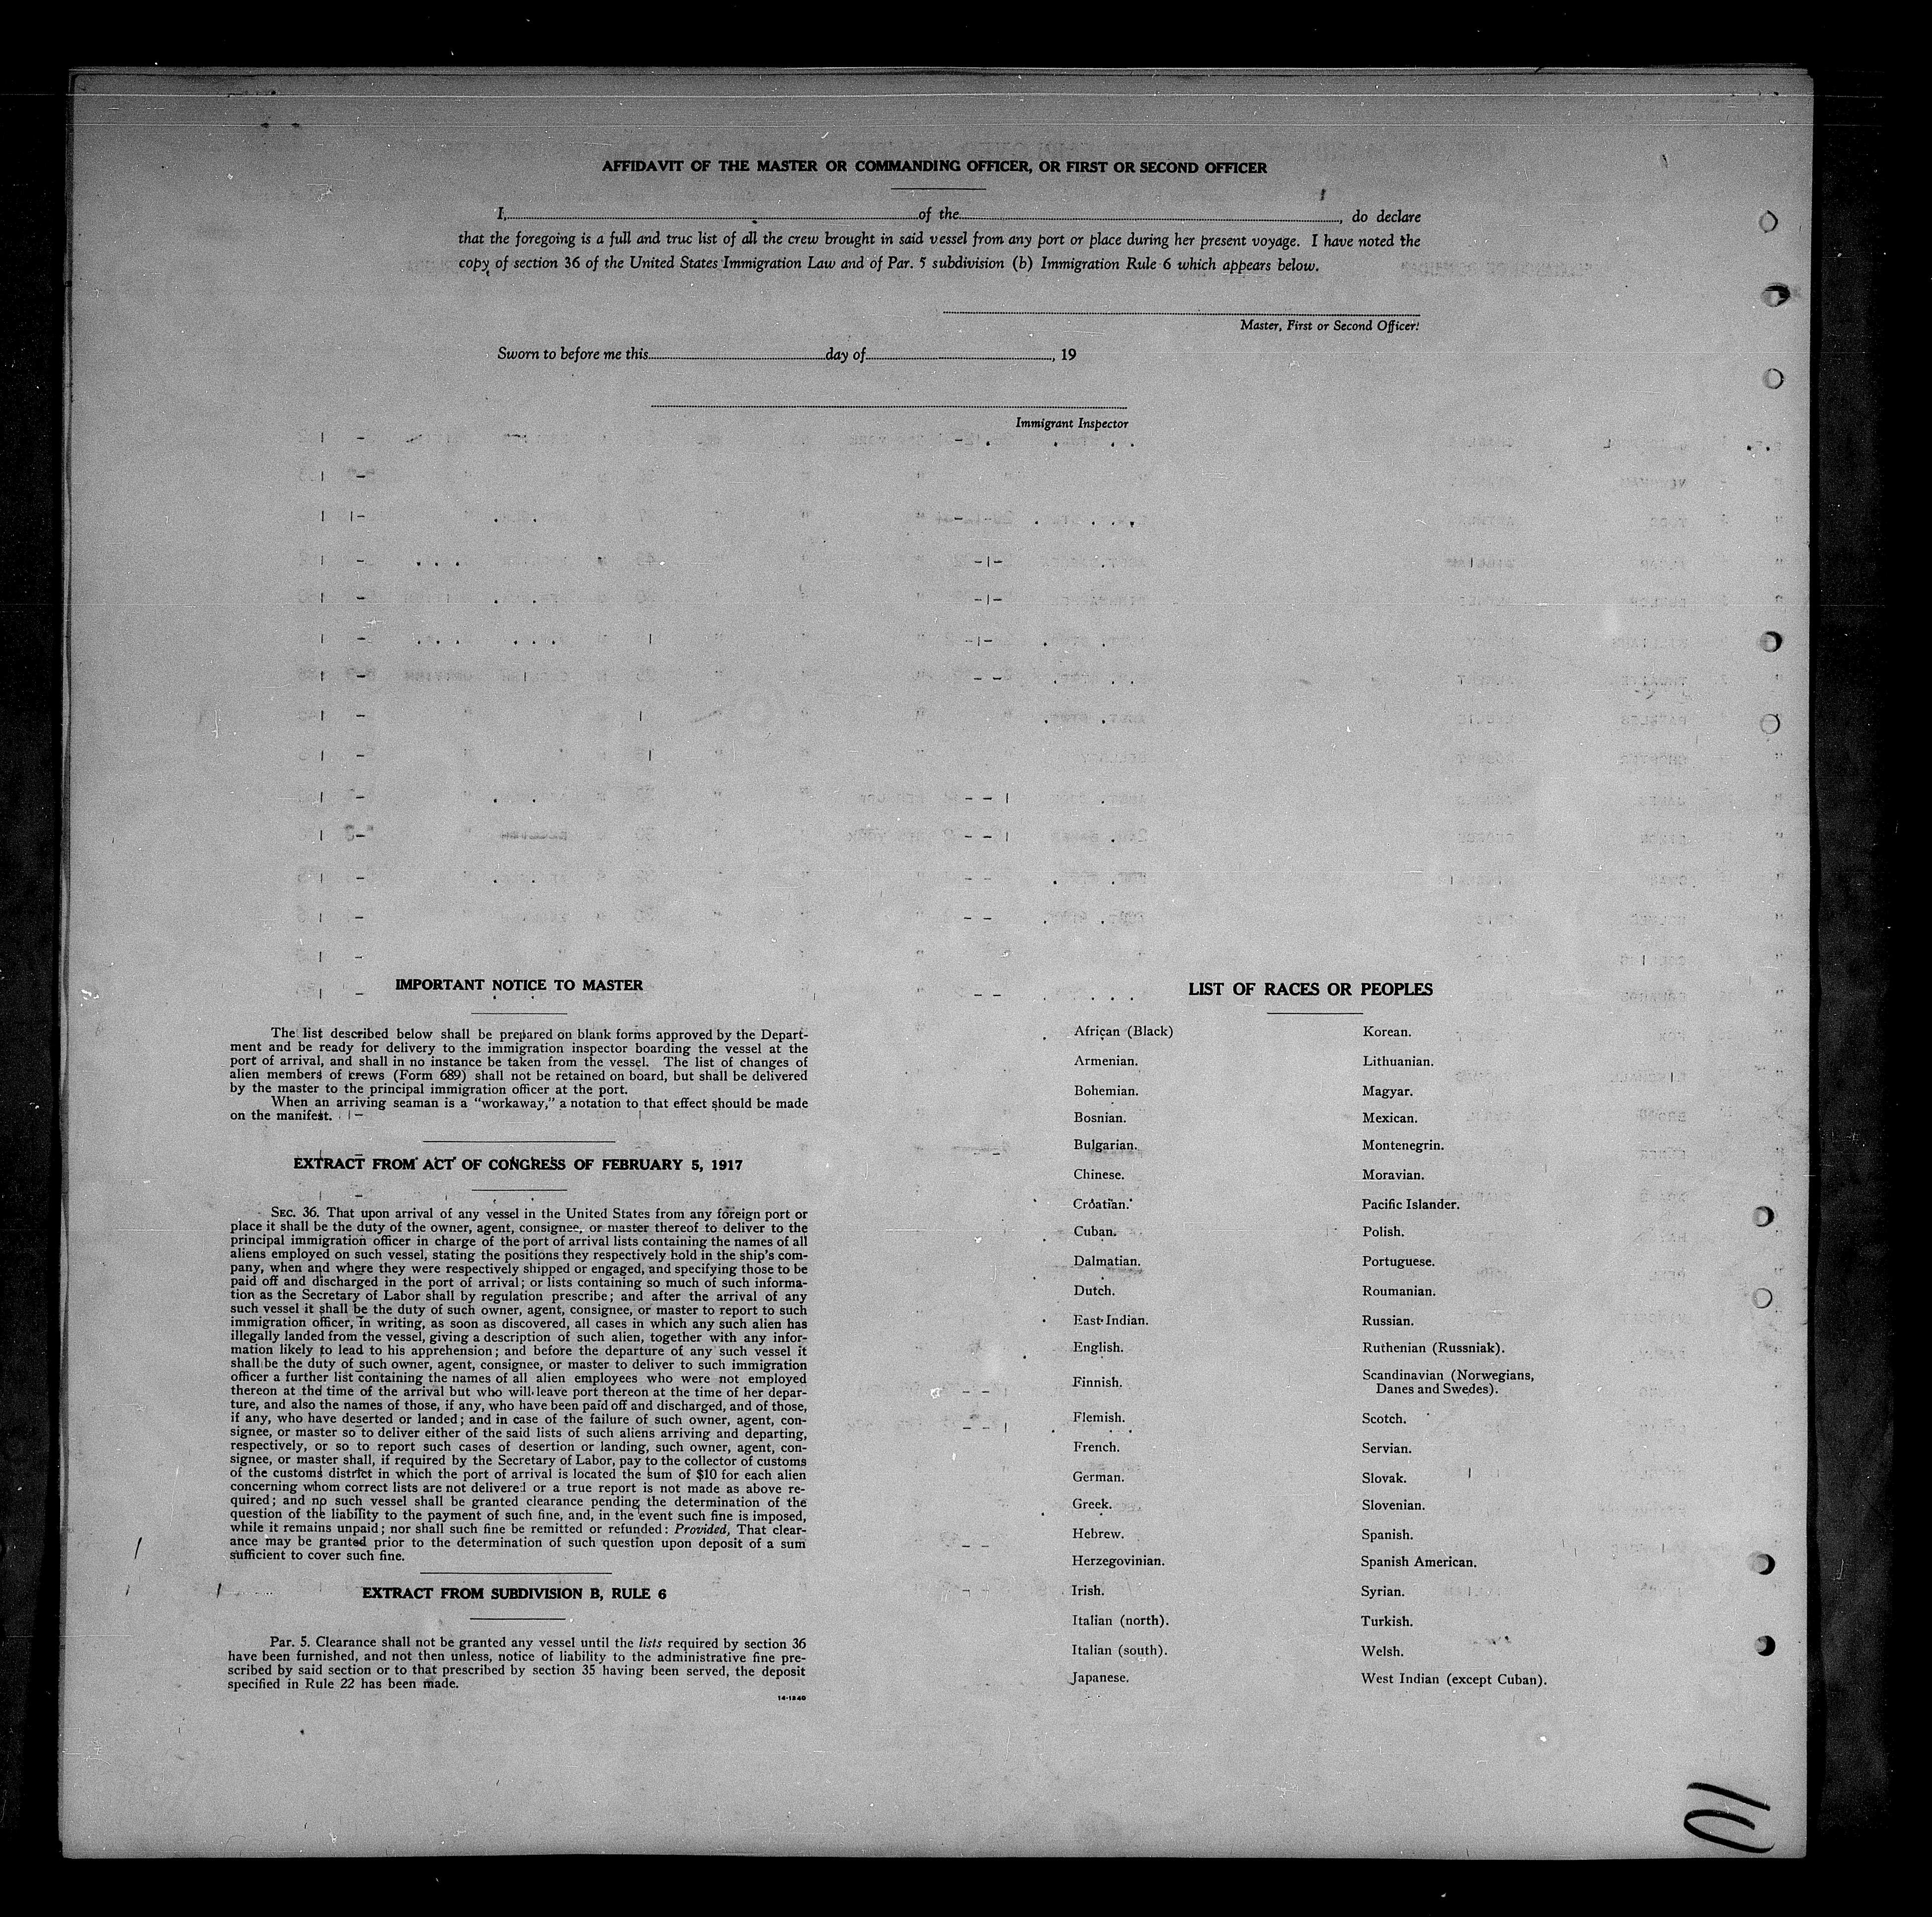 AFFIDAVIT OF THE MASTER OR COMMANDING OFFICER, OR FIRST OR SECOND OFFICER
I, of the , do declare
that the foregoing is a full and true list of all the crew brought in said vessel from any port or place during her present voyage. I have noted the
copy of section 36 of the United States Immigration Law and of Par. 5 subdivision (b) Immigration Rule 6 which appears below.
Master, First or Second Officer.
Sworn to before me this day of , 19
Immigrant Inspector
IMPORTANT NOTICE TO MASTER
The list described below shall be prepared on blank forms approved by the Depart-
ment and be ready for delivery to the immigration inspector boarding the vessel at the
port of arrival, and shall in no instance be taken from the vessel. The list of changes of
alien members of crews (Form 689) shall not be retained on board, but shall be delivered
by the master to the principal immigration officer at the port.
When an arriving seaman is a "workaway," a notation to that effect should be made
on the manifest.
EXTRACT FROM ACT OF CONGRESS OF FEBRUARY 5, 1917
SEC. 36. That upon arrival of any vessel in the United States from any foreign port or
place it shall be the duty of the owner, agent, consignee, or master thereof to deliver to the
principal immigration officer in charge of the port of arrival lists containing the names of all
aliens employed on such vessel, stating the positions they respectively hold in the ship's com-
pany, when and where they were respectively shipped or engaged, and specifying those to be
paid off and discharged in the port of arrival; or lists containing so much of such informa-
tion as the Secretary of Labor shall by regulation prescribe; and after the arrival of any
such vessel it shall be the duty of such owner, agent, consignee, or master to report to such
immigration officer, in writing, as soon as discovered, all cases in which any such alien has
illegally landed from the vessel, giving a description of such alien, together with any infor-
mation likely to lead to his apprehension; and before the departure of any such vessel it
shall be the duty of such owner, agent, consignee, or master to deliver to such immigration
officer a further list containing the names of all alien employees who were not employed
thereon at the time of the arrival but who will leave port thereon at the time of her depar-
ture, and also the names of those, if any, who have been paid off and discharged, and of those,
if any, who have deserted or landed; and in case of the failure of such owner, agent, con-
signee, or master so to deliver either of the said lists of such aliens arriving and departing,
respectively, or so to report such cases of desertion or landing, such owner, agent, con-
signee, or master shall, if required by the Secretary of Labor, pay to the collector of customs
of the customs district in which the port of arrival is located the sum of $10 for each alien
concerning whom correct lists are not delivered or a true report is not made as above re-
quired; and no such vessel shall be granted clearance pending the determination of the
question of the liability to the payment of such fine, and, in the event such fine is imposed,
while it remains unpaid; nor shall such fine be remitted or refunded: Provided, That clear-
ance may be granted prior to the determination of such question upon deposit of a sum
sufficient to cover such fine.
EXTRACT FROM SUBDIVISION B, RULE 6
Par. 5. Clearance shall not be granted any vessel until the lists required by section 36
have been furnished, and not then unless, notice of liability to the administrative fine pre-
scribed by said section or to that prescribed by section 35 having been served, the deposit
specified in Rule 22 has been made.
14-1240
LIST OF RACES OR PEOPLES
African (Black)
Armenian.
Bohemian.
Bosnian.
Bulgarian.
Chinese.
Croatian.
Cuban.
Dalmatian.
Dutch.
East Indian.
English.
Finnish.
Flemish.
French.
German.
Greek.
Hebrew.
Herzegovinian.
Irish.
Italian (north).
Italian (south).
Japanese.
Korean.
Lithuanian.
Magyar.
Mexican.
Montenegrin.
Moravian.
Pacific Islander.
Polish.
Portuguese.
Roumanian.
Russian.
Ruthenian (Russniak).
Scandinavian (Norwegians,
Danes and Swedes).
Scotch.
Servian.
Slovak.
Slovenian.
Spanish.
Spanish American.
Syrian.
Turkish.
Welsh.
West Indian (except Cuban).